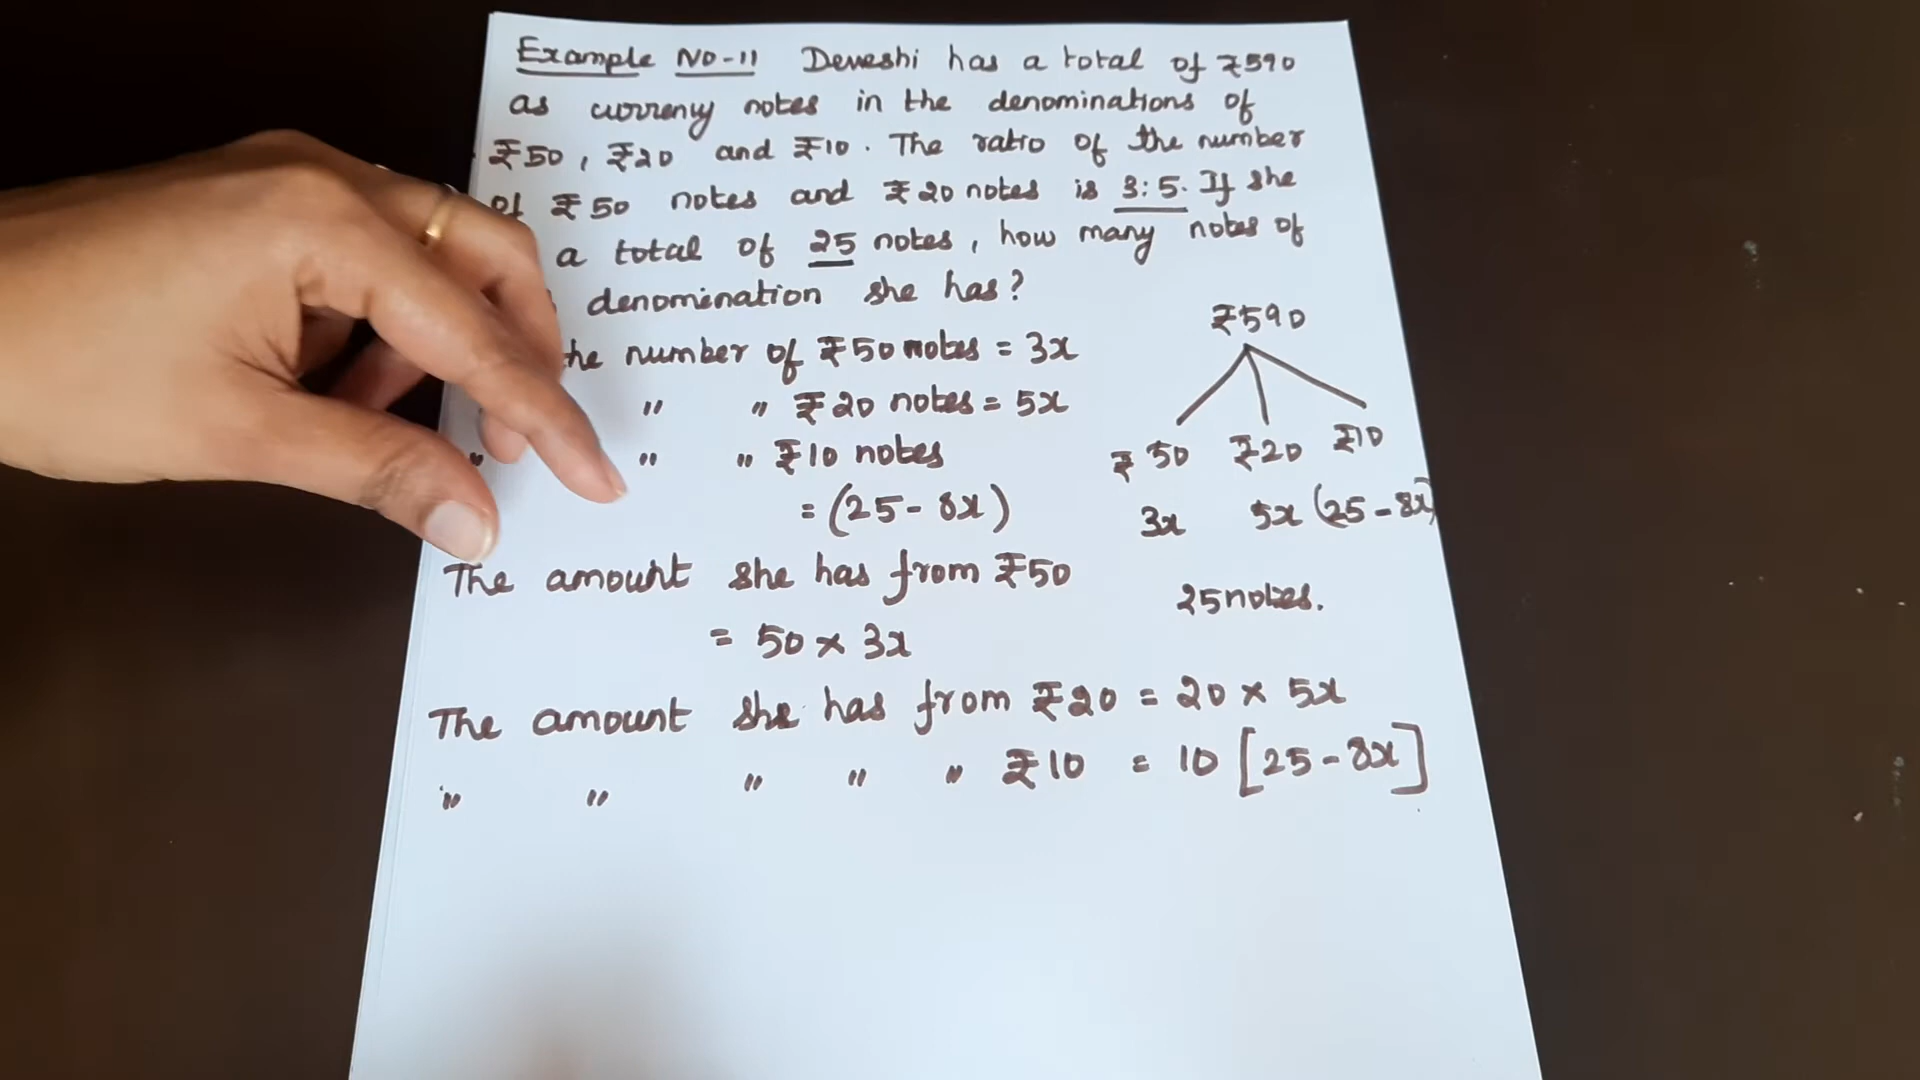 Example NO-11 Deveshi has a total of ₹590
as curreny notes in the denominations of
₹50, ₹20 and ₹10. The ratio of the number
of ₹50 notes and ₹20 notes is 3:5. If she
a total of 25 notes, how many notes of
denomination she has?
the number of ₹50 notes = 3x
" " ₹20 notes = 5x
" " " ₹10 notes
= (25-8x)
₹590
₹50 ₹20 ₹10
3x 5x (25-8x)
25 notes.
The amount she has from ₹50
= 50 × 3x
The amount she has from ₹20 = 20 × 5x
" " " " " ₹10 = 10 [25-8x]